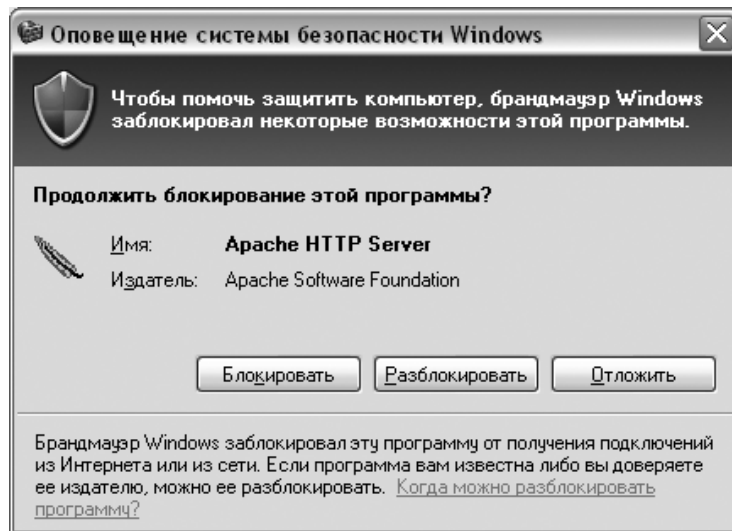 Оповещение системы безопасности Windows
Чтобы помочь защитить компьютер, брандмауэр Windows
заблокировал некоторые возможности этой программы.
Продолжить блокирование этой программы?
Имя: Apache HTTP Server
Издатель: Apache Software Foundation
Блокировать Разблокировать Отложить
Брандмауэр Windows заблокировал эту программу от получения подключений
из Интернета или из сети. Если программа вам известна либо вы доверяете
ее издателю, можно ее разблокировать. Когда можно разблокировать
программу?